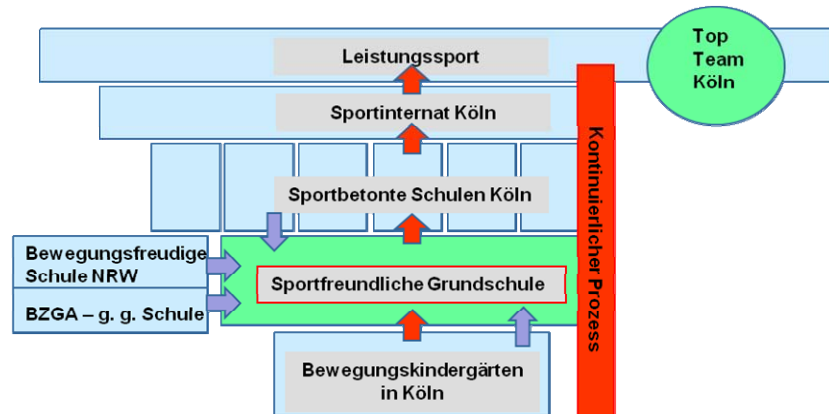 Top
Team
Köln
Leistungssport
Sportinternat Köln
Kontinuierlicher Prozess
Sportbetonte Schulen Köln
Bewegungsfreudige
Schule NRW
Sportfreundliche Grundschule
BZGA – g. g. Schule
Bewegungskindergärten
in Köln